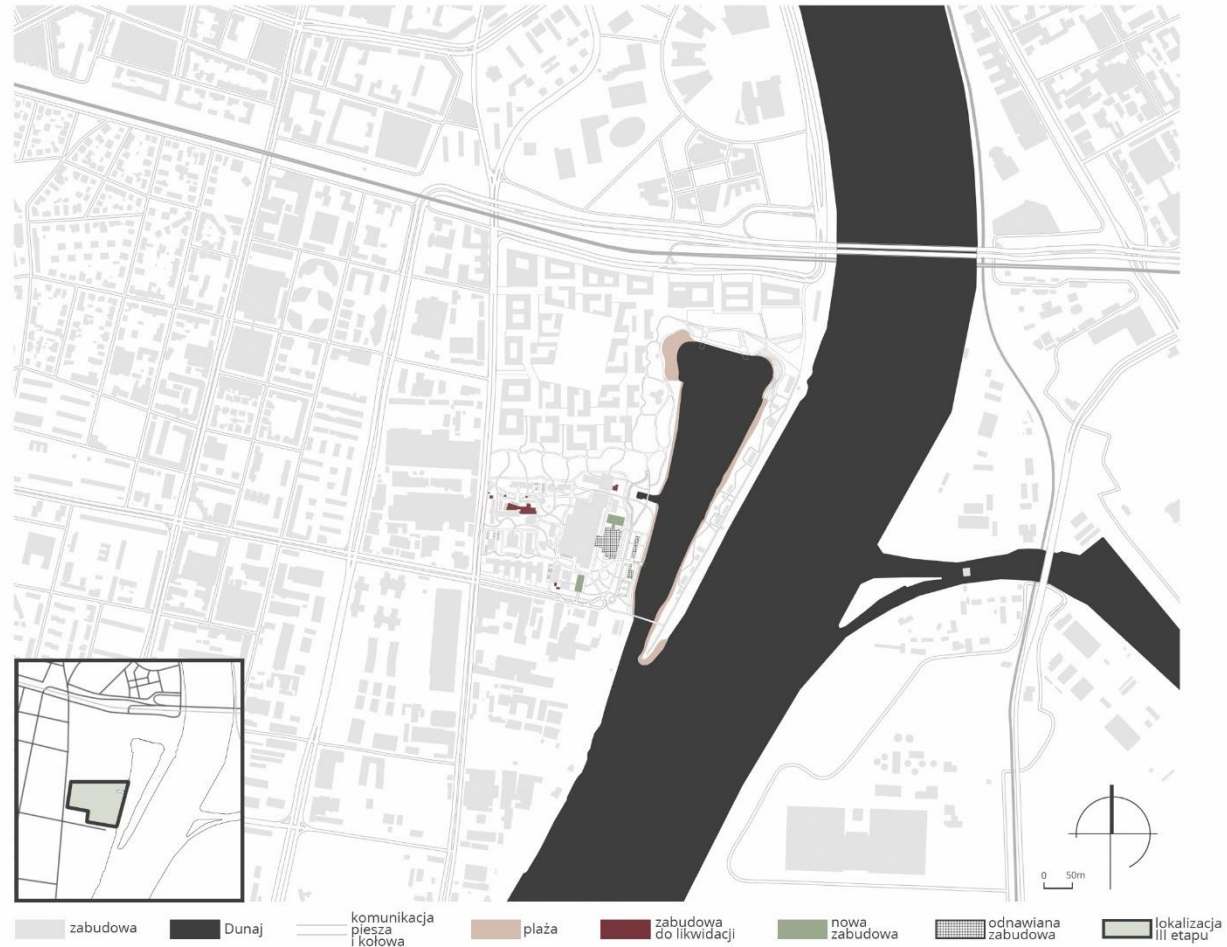 0 50m
zabudowa
Dunaj
komunikacja
piesza
i kołowa
plaża
zabudowa
do likwidacji
nowa
zabudowa
odnawiana
zabudowa
lokalizacja
III etapu